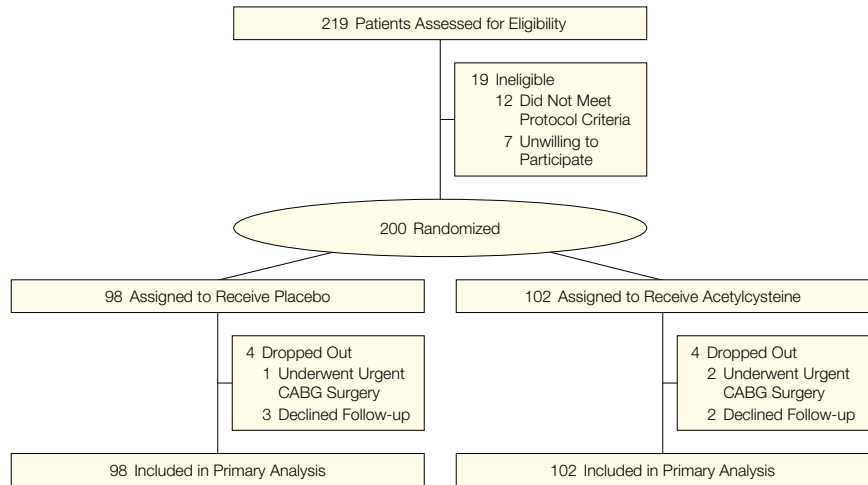 219 Patients Assessed for Eligibility
19 Ineligible
12 Did Not Meet
Protocol Criteria
7 Unwilling to
Participate
200 Randomized
98 Assigned to Receive Placebo
102 Assigned to Receive Acetylcysteine
4 Dropped Out
1 Underwent Urgent
CABG Surgery
3 Declined Follow-up
4 Dropped Out
2 Underwent Urgent
CABG Surgery
2 Declined Follow-up
98 Included in Primary Analysis
102 Included in Primary Analysis